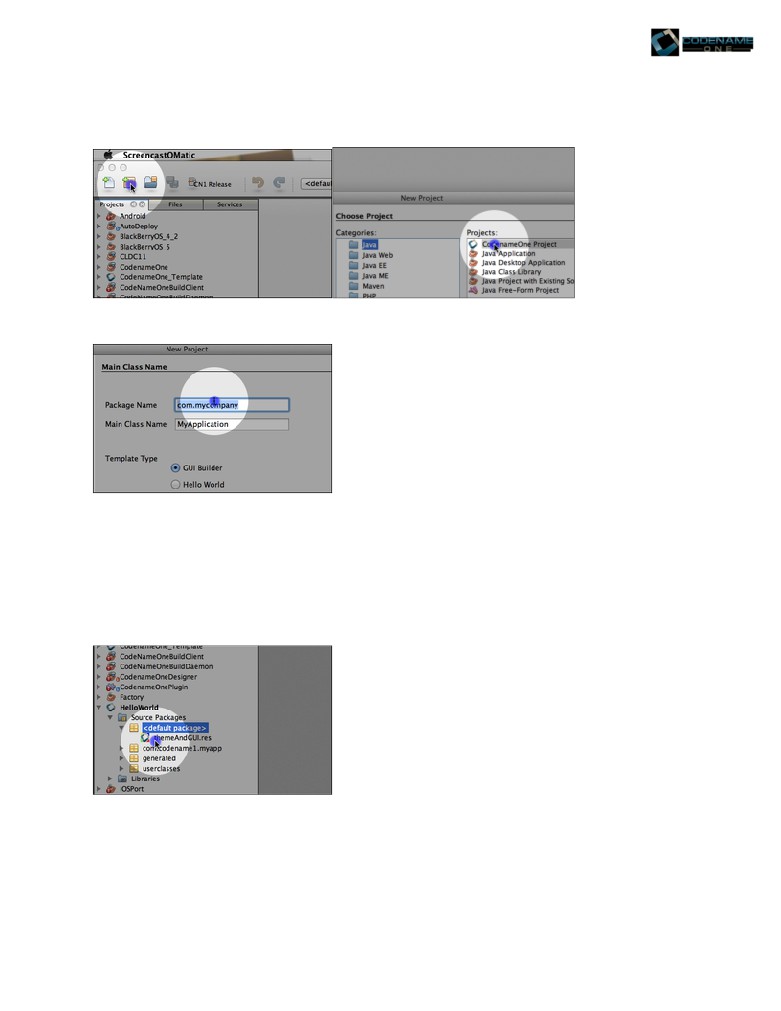 CODENAME
ONE
ScreencastOMatic
CN1 Release
<defaul
Projects
Files
Services
Android
AutoDeploy
BlackBerryOS_4_2
BlackBerryOS_5
CLDC11
CodenameOne
CodenameOne_Template
CodeNameOneBuildClient
CodeNameOneBuildDaemon
New Project
Choose Project
Categories:
Java
Java Web
Java EE
Java ME
Maven
PHP
Projects:
CodenameOne Project
Java Application
Java Desktop Application
Java Class Library
Java Project with Existing So
Java Free-Form Project
New Project
Main Class Name
Package Name
com.mycompany
Main Class Name
MyApplication
Template Type
GUI Builder
Hello World
CodenameOne_Template
CodeNameOneBuildClient
CodeNameOneBuildDaemon
CodenameOneDesigner
CodenameOnePlugin
Factory
HelloWorld
Source Packages
<default package>
themeAndGUI.res
com.codename1.myapp
generated
userclasses
Libraries
iOSPort